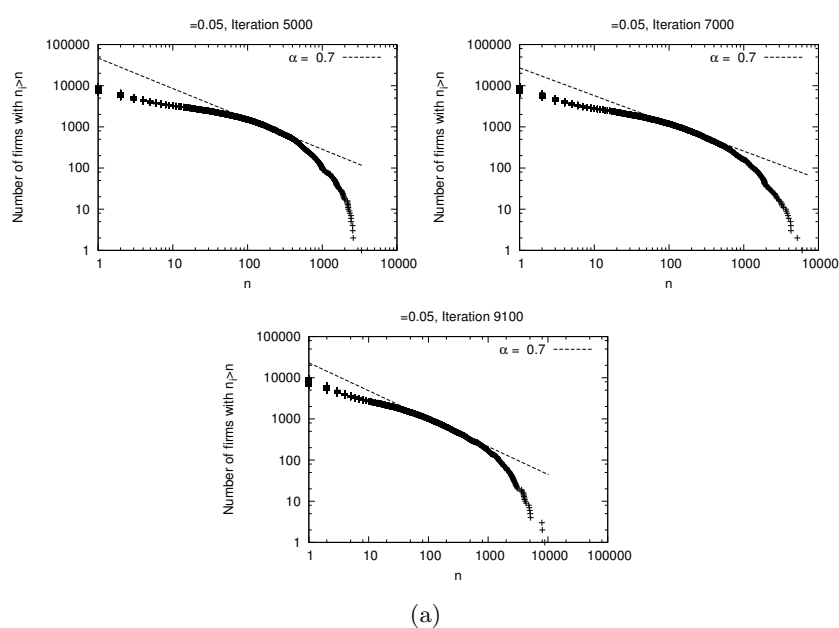 =0.05, Iteration 5000
100000
10000
1000
100
10
1
1 10 100 1000 10000
n
Number of firms with nᵢ>n
α = 0.7
=0.05, Iteration 7000
100000
10000
1000
100
10
1
1 10 100 1000 10000
n
Number of firms with nᵢ>n
α = 0.7
=0.05, Iteration 9100
100000
10000
1000
100
10
1
1 10 100 1000 10000 100000
n
Number of firms with nᵢ>n
α = 0.7
(a)